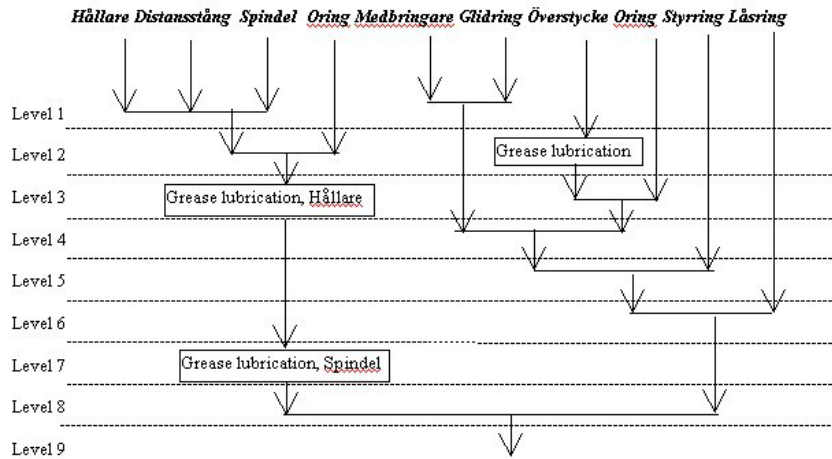 Hållare Distansstång Spindel Oring Medbringare Glidring Överstycke Oring Styrring Låsring
Level 1
Level 2
Grease lubrication
Level 3
Grease lubrication, Hållare
Level 4
Level 5
Level 6
Level 7
Grease lubrication, Spindel
Level 8
Level 9